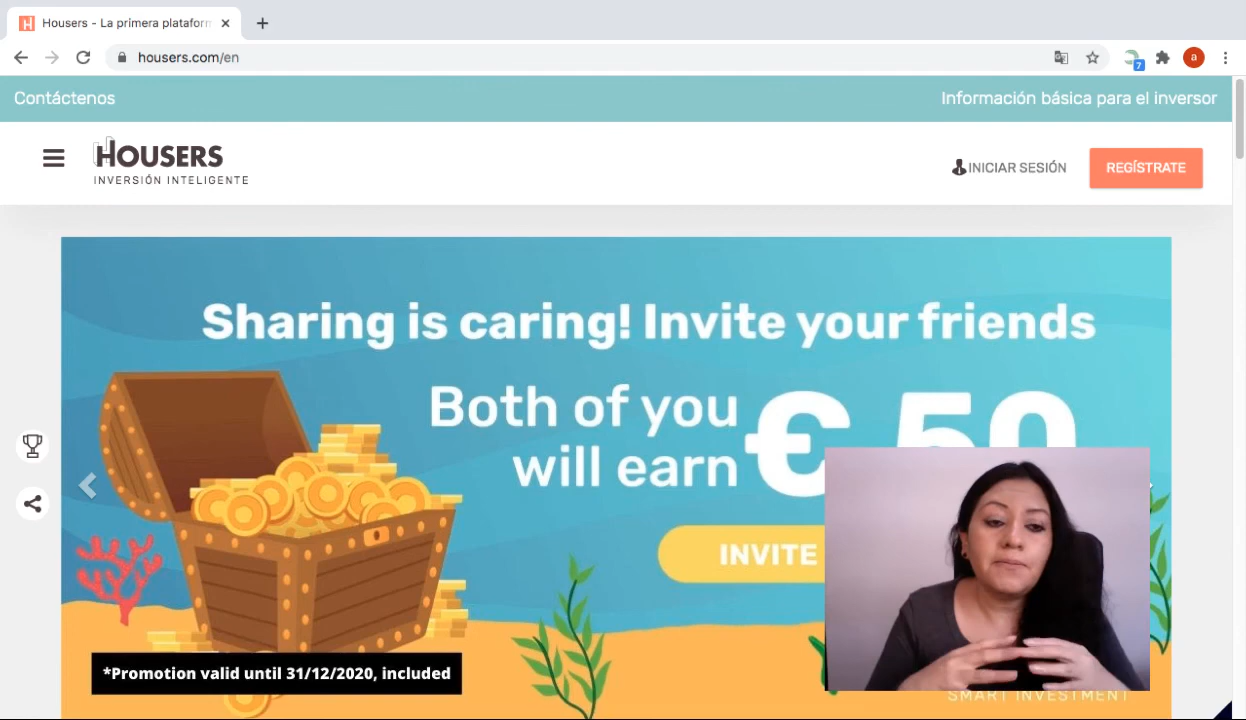 Housers - La primera plataform
housers.com/en
a
7
Contáctenos
Información básica para el inversor
HOUSERS
INVERSIÓN INTELIGENTE
INICIAR SESIÓN
REGÍSTRATE
Sharing is caring! Invite your friends
Both of you
will earn
€ 50
INVITE
*Promotion valid until 31/12/2020, included
SMART INVESTMENT